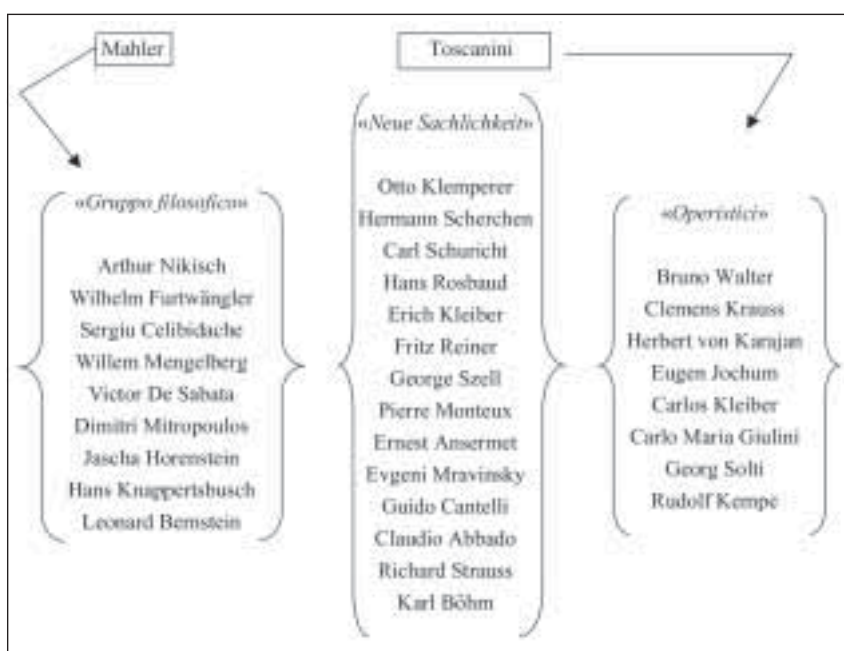 Mahler
Toscanini
«Gruppo filosofico»
Arthur Nikisch
Wilhelm Furtwängler
Sergiu Celibidache
Willem Mengelberg
Victor De Sabata
Dimitri Mitropoulos
Jascha Horenstein
Hans Knappertsbusch
Leonard Bernstein
«Neue Sachlichkeit»
Otto Klemperer
Hermann Scherchen
Carl Schuricht
Hans Rosbaud
Erich Kleiber
Fritz Reiner
George Szell
Pierre Monteux
Ernest Ansermet
Evgeni Mravinsky
Guido Cantelli
Claudio Abbado
Richard Strauss
Karl Böhm
«Operistici»
Bruno Walter
Clemens Krauss
Herbert von Karajan
Eugen Jochum
Carlos Kleiber
Carlo Maria Giulini
Georg Solti
Rudolf Kempe